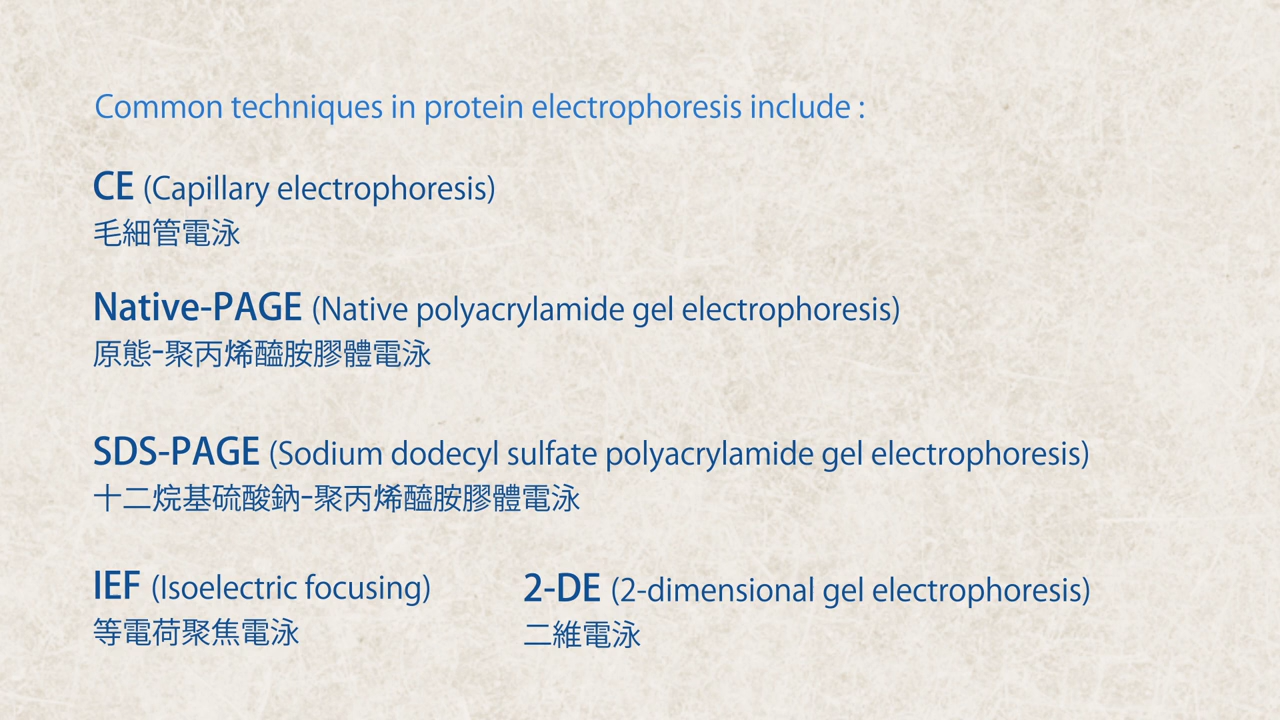 Common techniques in protein electrophoresis include :
CE (Capillary electrophoresis)
毛細管電泳
Native-PAGE (Native polyacrylamide gel electrophoresis)
原態-聚丙烯醯胺膠體電泳
SDS-PAGE (Sodium dodecyl sulfate polyacrylamide gel electrophoresis)
十二烷基硫酸鈉-聚丙烯醯胺膠體電泳
IEF (Isoelectric focusing)
等電荷聚焦電泳
2-DE (2-dimensional gel electrophoresis)
二維電泳